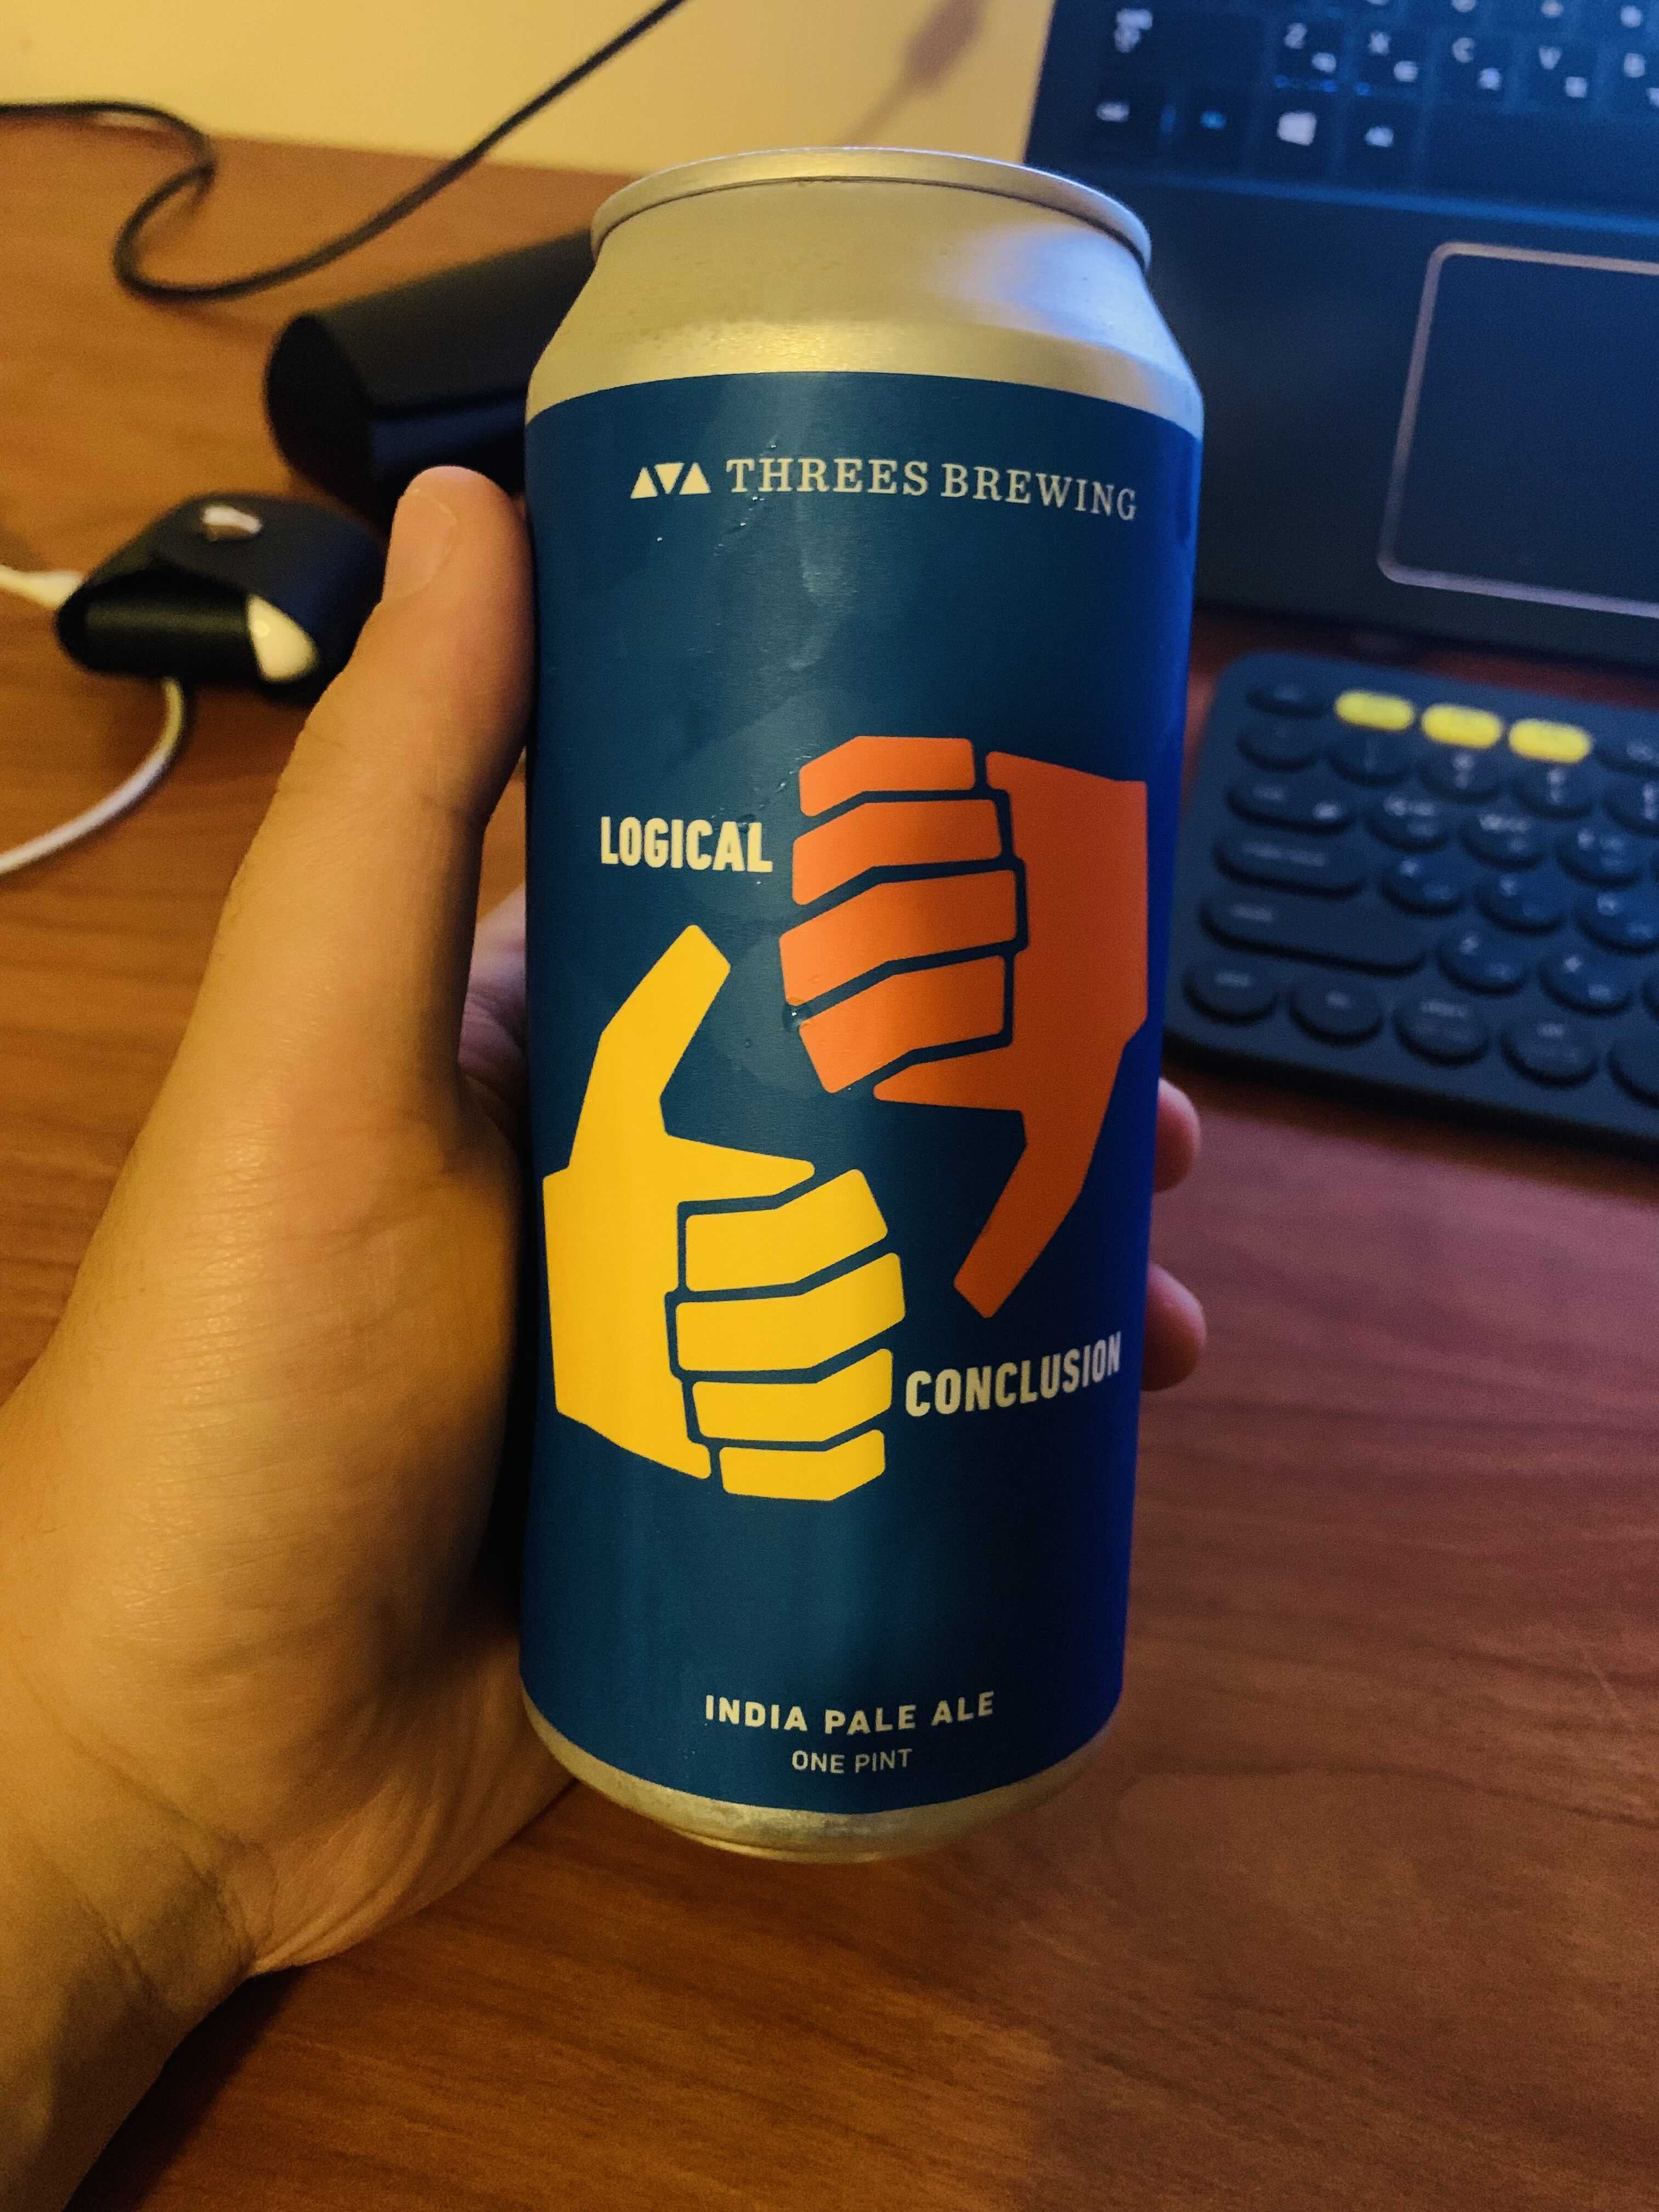 THREES BREWING
LOGICAL
CONCLUSION
INDIA PALE ALE
ONE PINT
Z X C V B